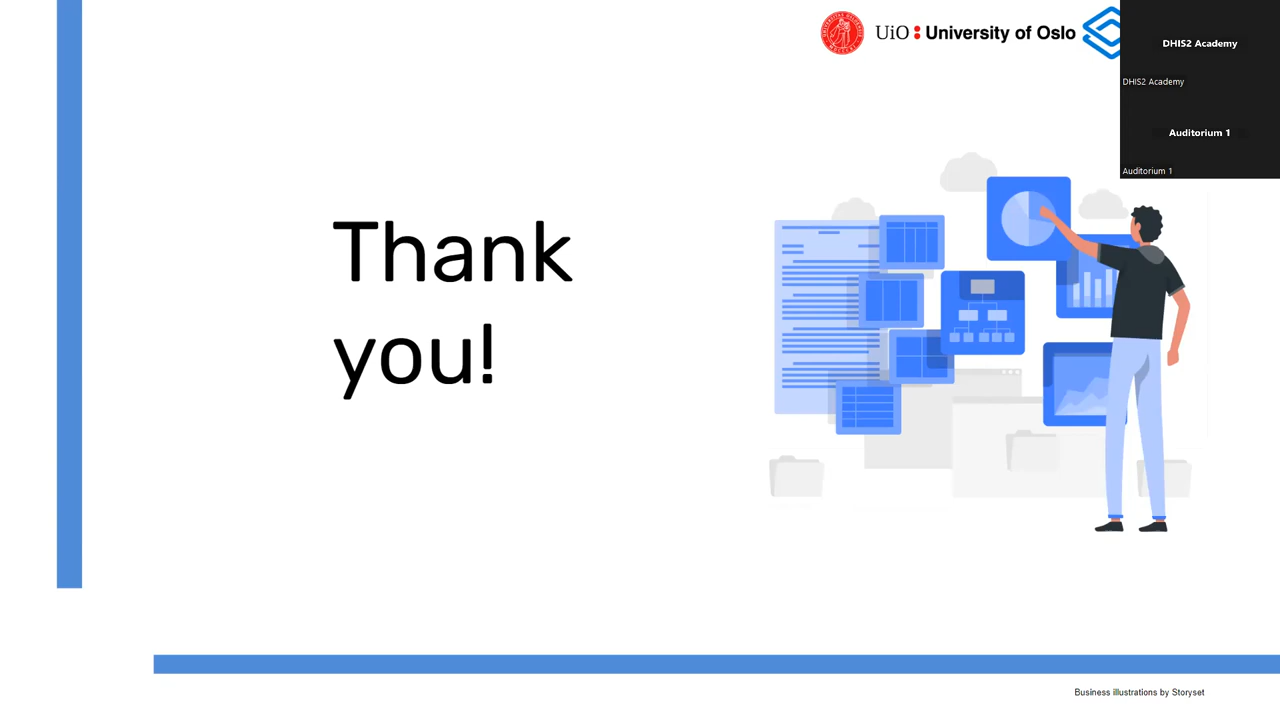 UiO : University of Oslo
DHIS2 Academy
DHIS2 Academy
Auditorium 1
Auditorium 1
Thank
you!
Business illustrations by Storyset